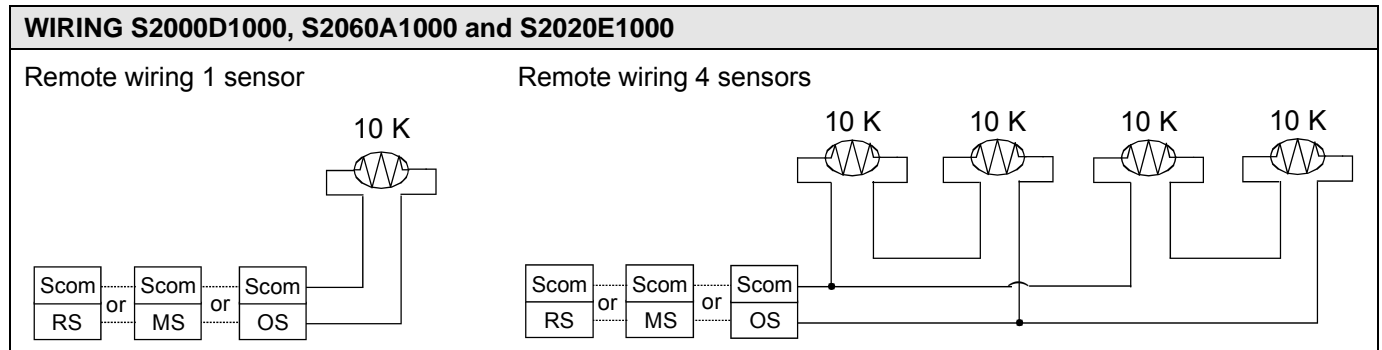 WIRING S2000D1000, S2060A1000 and S2020E1000
Remote wiring 1 sensor
Remote wiring 4 sensors
10 K
10 K
10 K
10 K
10 K
Scom or Scom or Scom
RS MS OS
Scom or Scom or Scom
RS MS OS